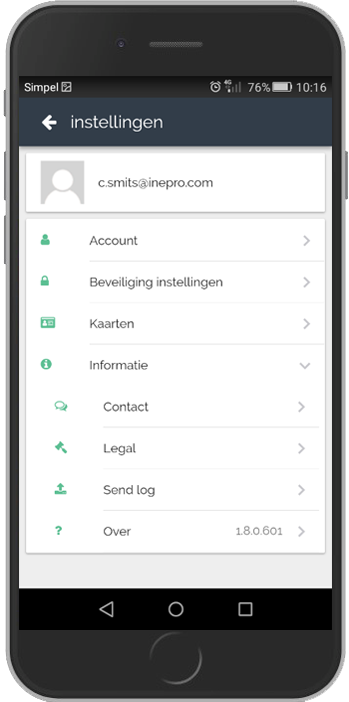 Simpel 4G 76% 10:16
instellingen
c.smits@inepro.com
Account
Beveiliging instellingen
Kaarten
Informatie
Contact
Legal
Send log
Over 1.8.0.601